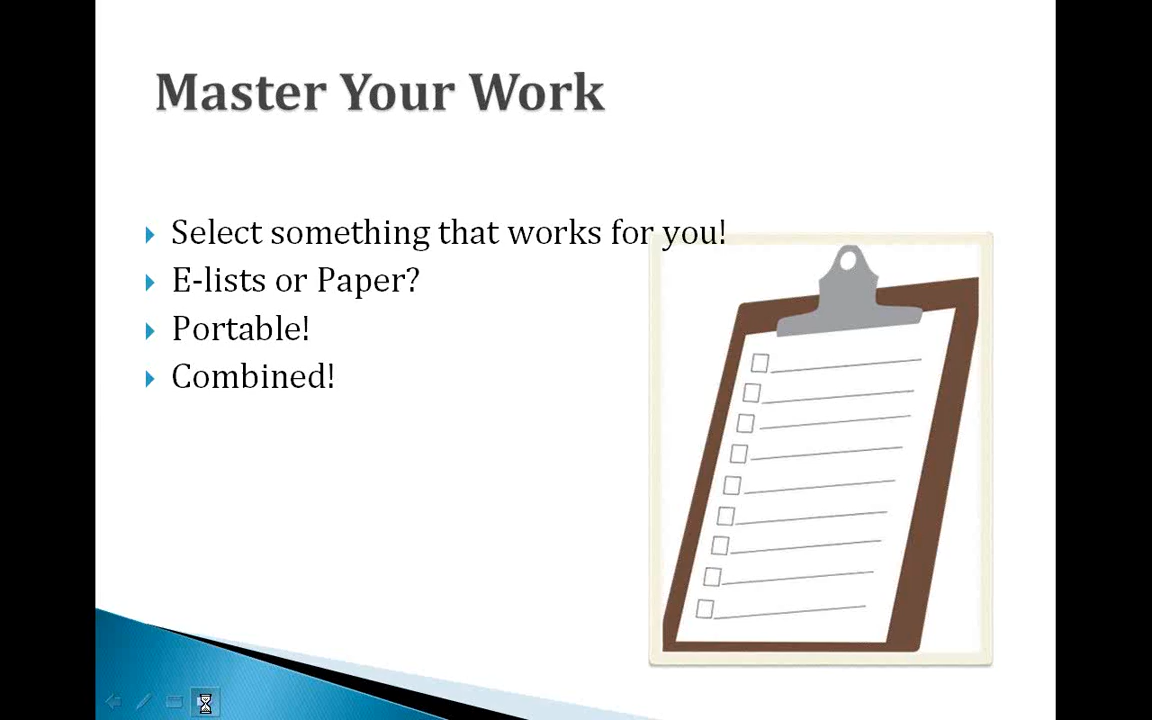 Master Your Work
Select something that works for you!
E-lists or Paper?
Portable!
Combined!